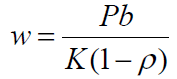 w = Pb / K(1 − ρ)